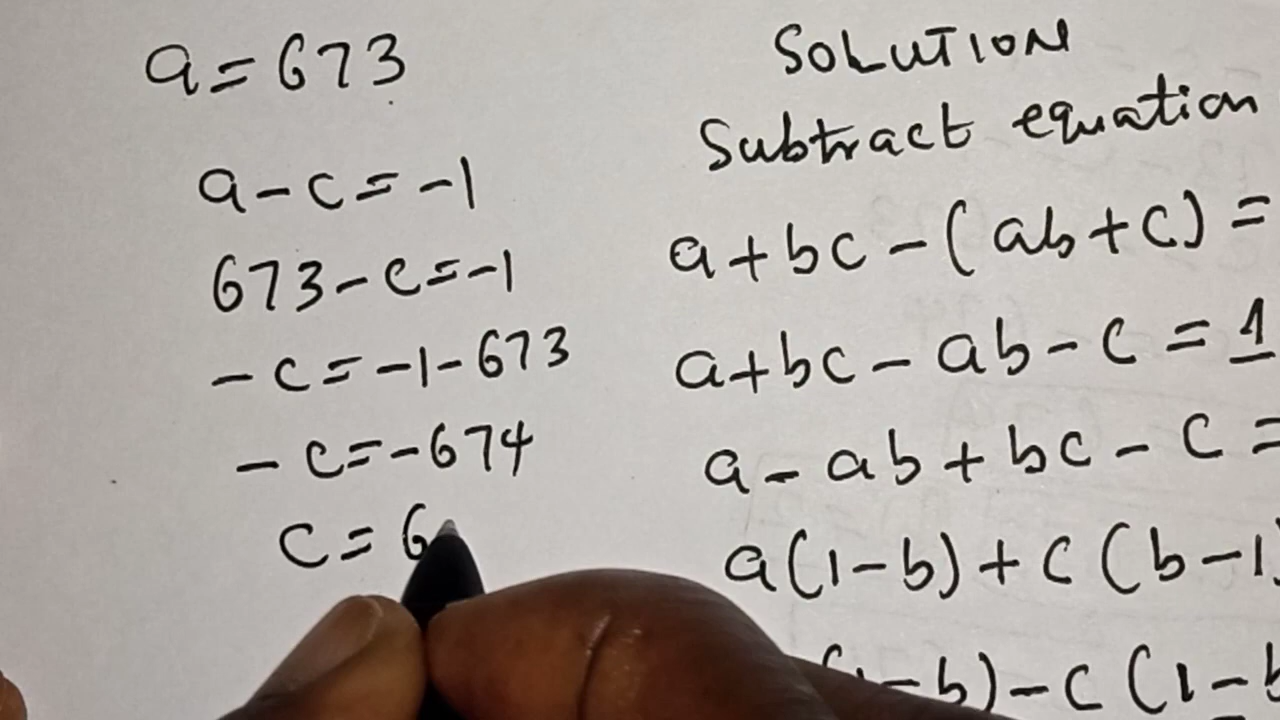 a = 673
a - c = -1
673 - c = -1
- c = -1 - 673
- c = -674
c = 6
SOLUTION
Subtract equation
a + bc - (ab + c) =
a + bc - ab - c = 1
a - ab + bc - c =
a(1 - b) + c(b - 1)
- b) - c(1 - b